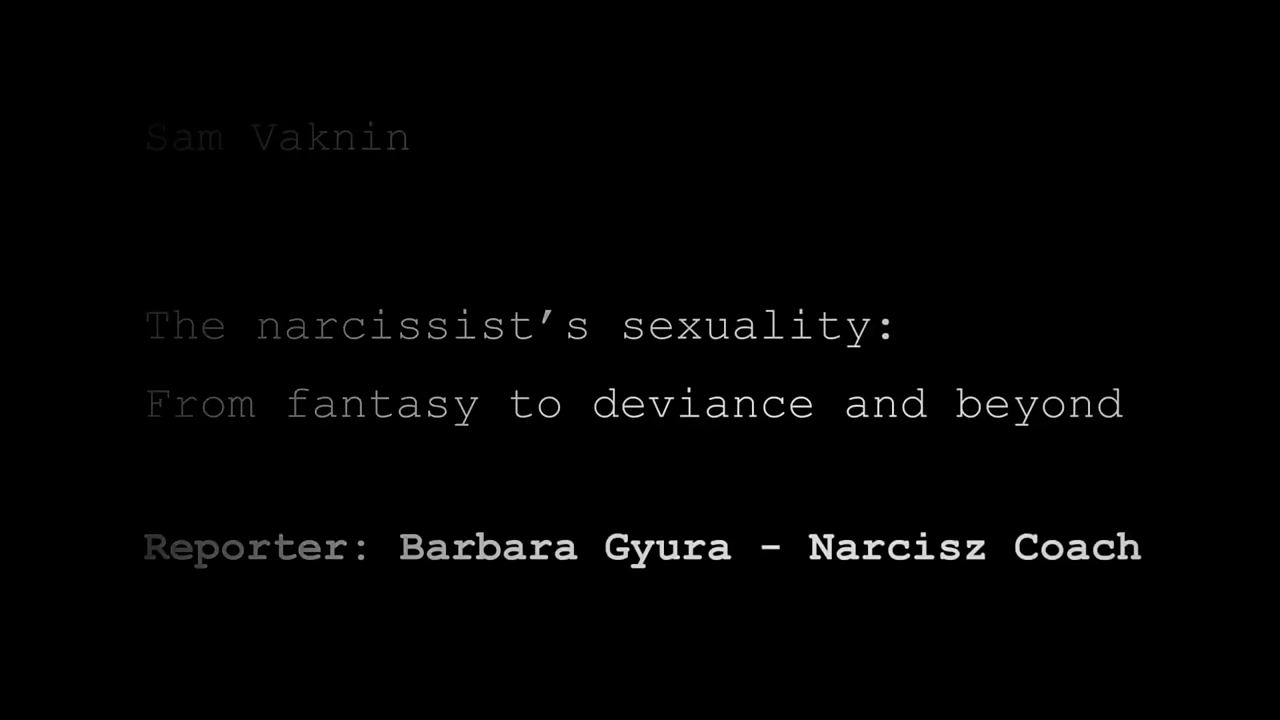 Sam Vaknin
The narcissist’s sexuality:
From fantasy to deviance and beyond
Reporter: Barbara Gyura - Narcisz Coach